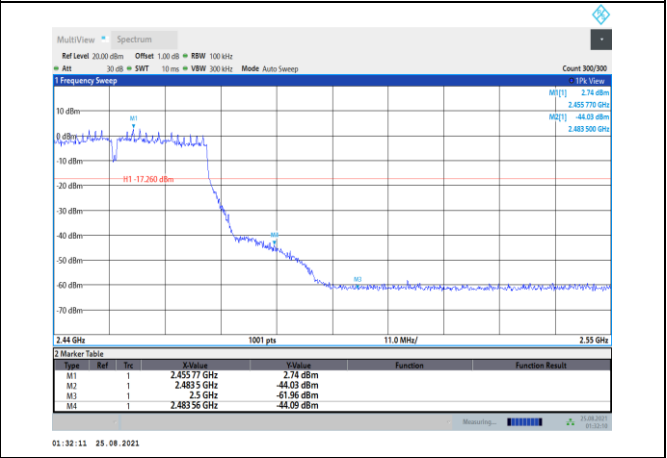 MultiView Spectrum
Ref Level 20.00 dBm Offset 1.00 dB RBW 100 kHz
Att 30 dB SWT 10 ms VBW 300 kHz Mode Auto Sweep Count 300/300
1 Frequency Sweep 1Pk View
M1[1] 2.74 dBm
2.455 770 GHz
M2[1] -44.03 dBm
2.483 500 GHz
10 dBm
M1
0 dBm
-10 dBm
H1 -17.260 dBm
-20 dBm
-30 dBm
-40 dBm
-50 dBm
M3
-60 dBm
-70 dBm
2.44 GHz 1001 pts 11.0 MHz/ 2.55 GHz
2 Marker Table
Type Ref Trc X-Value Y-Value Function Function Result
M1 1 2.455 77 GHz 2.74 dBm
M2 1 2.483 5 GHz -44.03 dBm
M3 1 2.5 GHz -61.96 dBm
M4 1 2.483 56 GHz -44.09 dBm
Measuring... 25.08.2021
01:32:10
01:32:11 25.08.2021